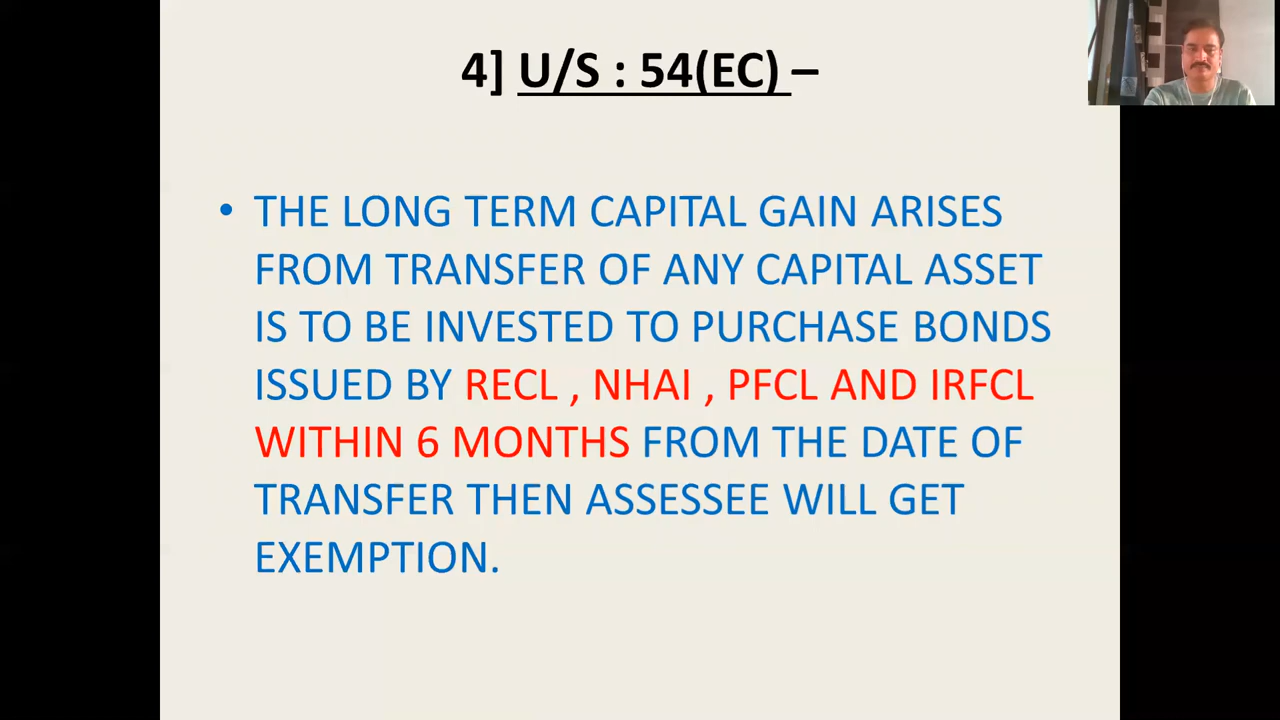 4] U/S : 54(EC) –
• THE LONG TERM CAPITAL GAIN ARISES
FROM TRANSFER OF ANY CAPITAL ASSET
IS TO BE INVESTED TO PURCHASE BONDS
ISSUED BY RECL , NHAI , PFCL AND IRFCL
WITHIN 6 MONTHS FROM THE DATE OF
TRANSFER THEN ASSESSEE WILL GET
EXEMPTION.